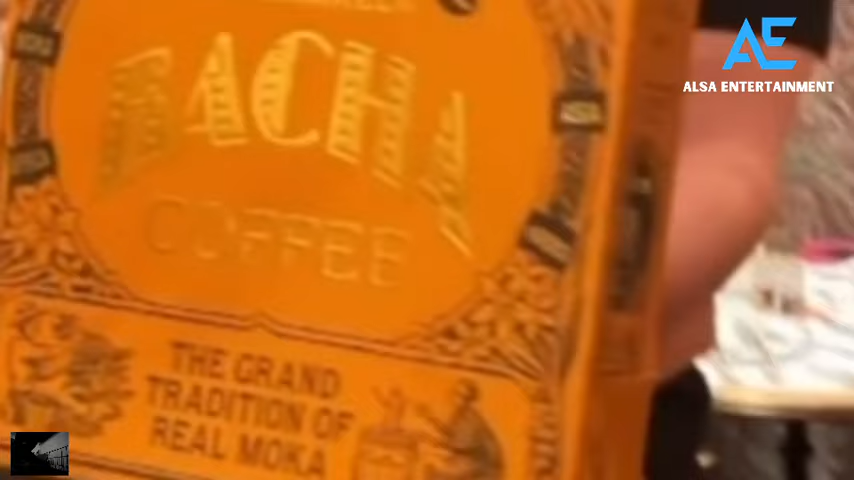 BACHA
COFFEE
THE GRAND
TRADITION OF
REAL MOKA
AE
ALSA ENTERTAINMENT